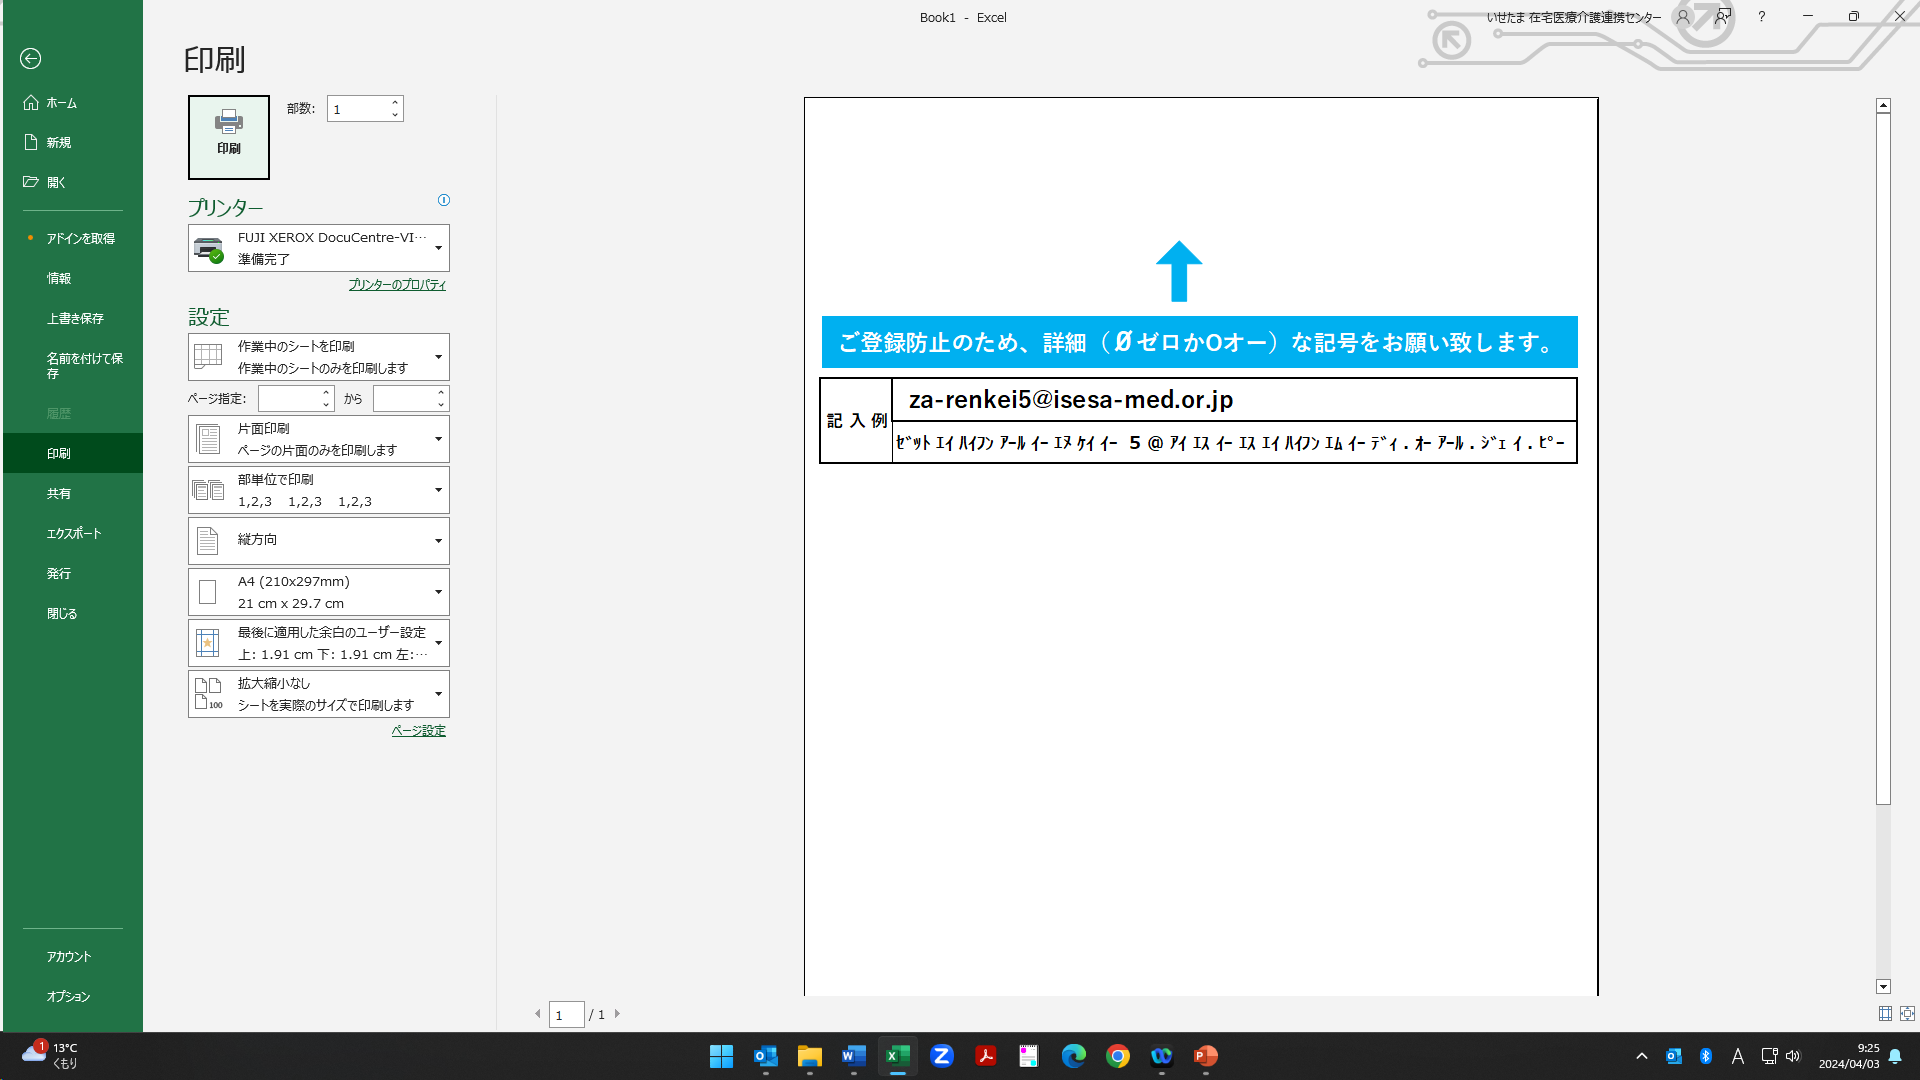 Book1 - Excel
いせたま 在宅医療介護連携センター
?
印刷
ホーム
新規
開く
アドインを取得
情報
上書き保存
名前を付けて保
存
履歴
印刷
共有
エクスポート
発行
閉じる
アカウント
オプション
印刷
部数: 1
プリンター
FUJI XEROX DocuCentre-VI…
準備完了
プリンターのプロパティ
設定
作業中のシートを印刷
作業中のシートのみを印刷します
ページ指定: から
片面印刷
ページの片面のみを印刷します
部単位で印刷
1,2,3 1,2,3 1,2,3
縦方向
A4 (210x297mm)
21 cm x 29.7 cm
最後に適用した余白のユーザー設定
上: 1.91 cm 下: 1.91 cm 左:…
100
拡大縮小なし
シートを実際のサイズで印刷します
ページ設定
ご登録防止のため、詳細（Øゼロかoオー）な記号をお願い致します。
記入例
za-renkei5@isesa-med.or.jp
ｾﾞｯﾄ ｴｲ ﾊｲﾌﾝ ｱｰﾙ ｲｰ ｴﾇ ｹｲ ｲｰ 5 @ ｱｲ ｴｽ ｲｰ ｴｽ ｴｲ ﾊｲﾌﾝ ｴﾑ ｲｰ ﾃﾞｨ . ｵｰ ｱｰﾙ . ｼﾞｪ ｲ . ﾋﾟｰ
1 / 1
1
13°C
くもり
A
9:25
2024/04/03